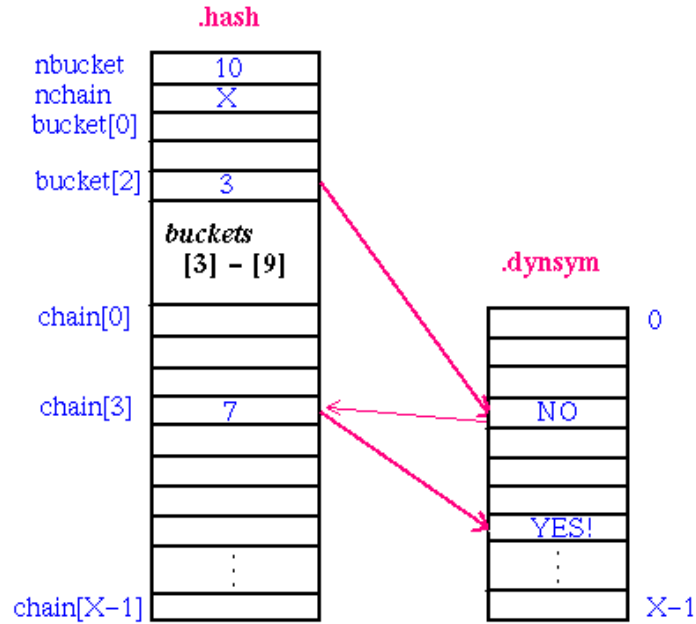 .hash
nbucket 10
nchain X
bucket[0]
bucket[2] 3
buckets
[3] – [9]
.dynsym
chain[0] 0
chain[3] 7 NO
YES!
chain[X–1] X–1